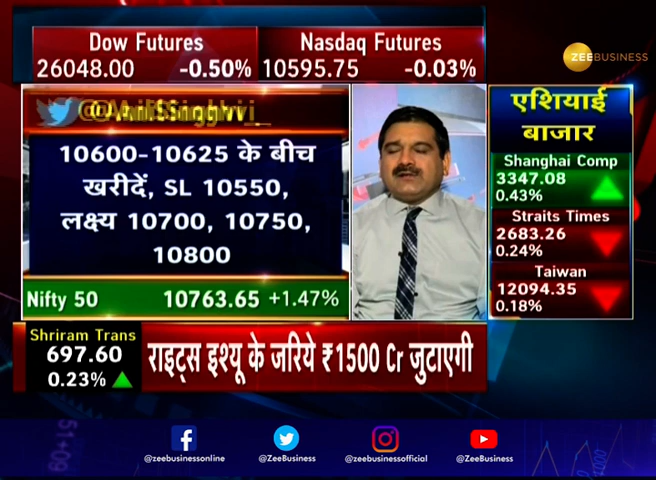 Dow Futures
26048.00 -0.50%
Nasdaq Futures
10595.75 -0.03%
ZEEBUSINESS
10600-10625 के बीच
खरीदें, SL 10550,
लक्ष्य 10700, 10750,
10800
Nifty 50 10763.65 +1.47%
एशियाई
बाजार
Shanghai Comp
3347.08
0.43%
Straits Times
2683.26
0.24%
Taiwan
12094.35
0.18%
Shriram Trans
697.60
0.23%
राइट्स इश्यू के जरिये ₹1500 Cr जुटाएगी
@zeebusinessonline
@ZeeBusiness
@zeebusinessofficial
@zeebusiness